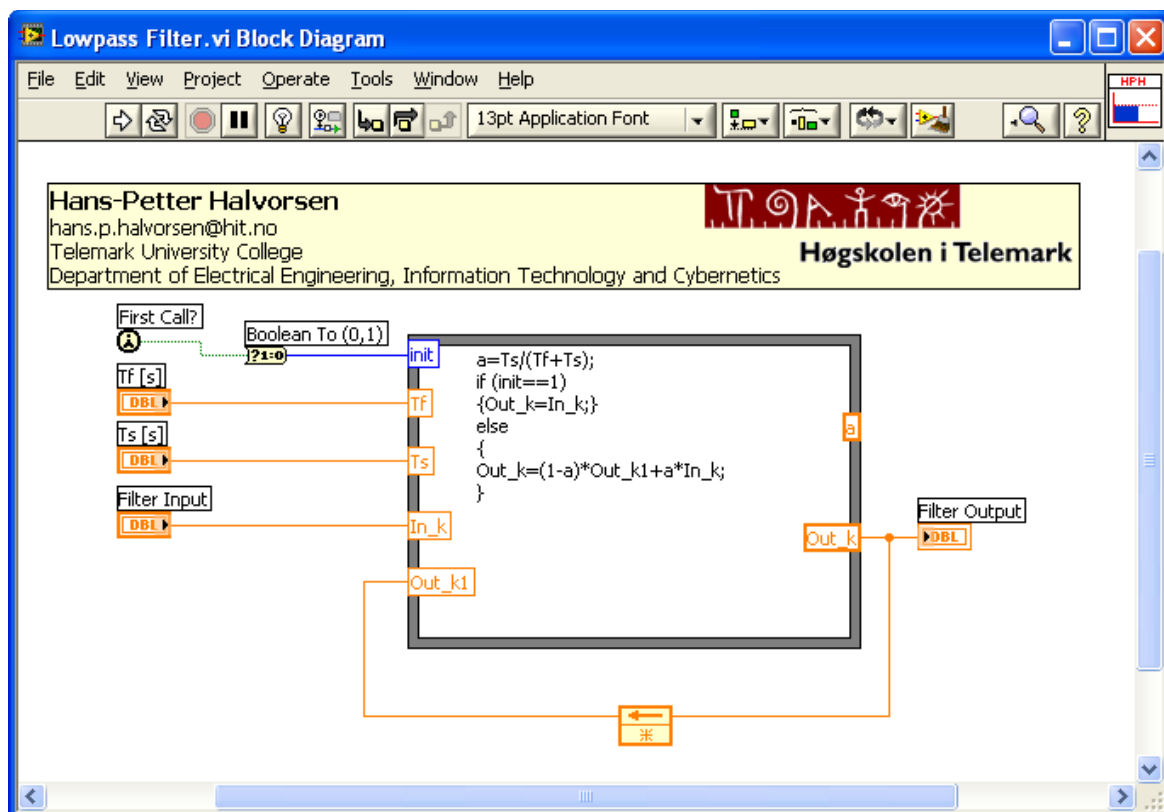 Lowpass Filter.vi Block Diagram
File Edit View Project Operate Tools Window Help
HPH
13pt Application Font
?
Hans-Petter Halvorsen
hans.p.halvorsen@hit.no
Telemark University College
Department of Electrical Engineering, Information Technology and Cybernetics
Høgskolen i Telemark
First Call?
Boolean To (0,1)
?1:0
init
Tf [s]
DBL
Tf
Ts [s]
DBL
Ts
Filter Input
DBL
In_k
Out_k1
a=Ts/(Tf+Ts);
if (init==1)
{Out_k=In_k;}
else
{
Out_k=(1-a)*Out_k1+a*In_k;
}
a
Out_k
Filter Output
DBL